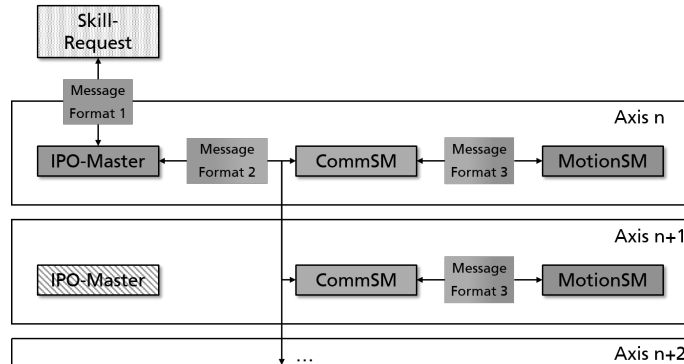 Skill-
Request
Message
Format 1
Axis n
IPO-Master
Message
Format 2
CommSM
Message
Format 3
MotionSM
Axis n+1
IPO-Master
CommSM
Message
Format 3
MotionSM
...
Axis n+2